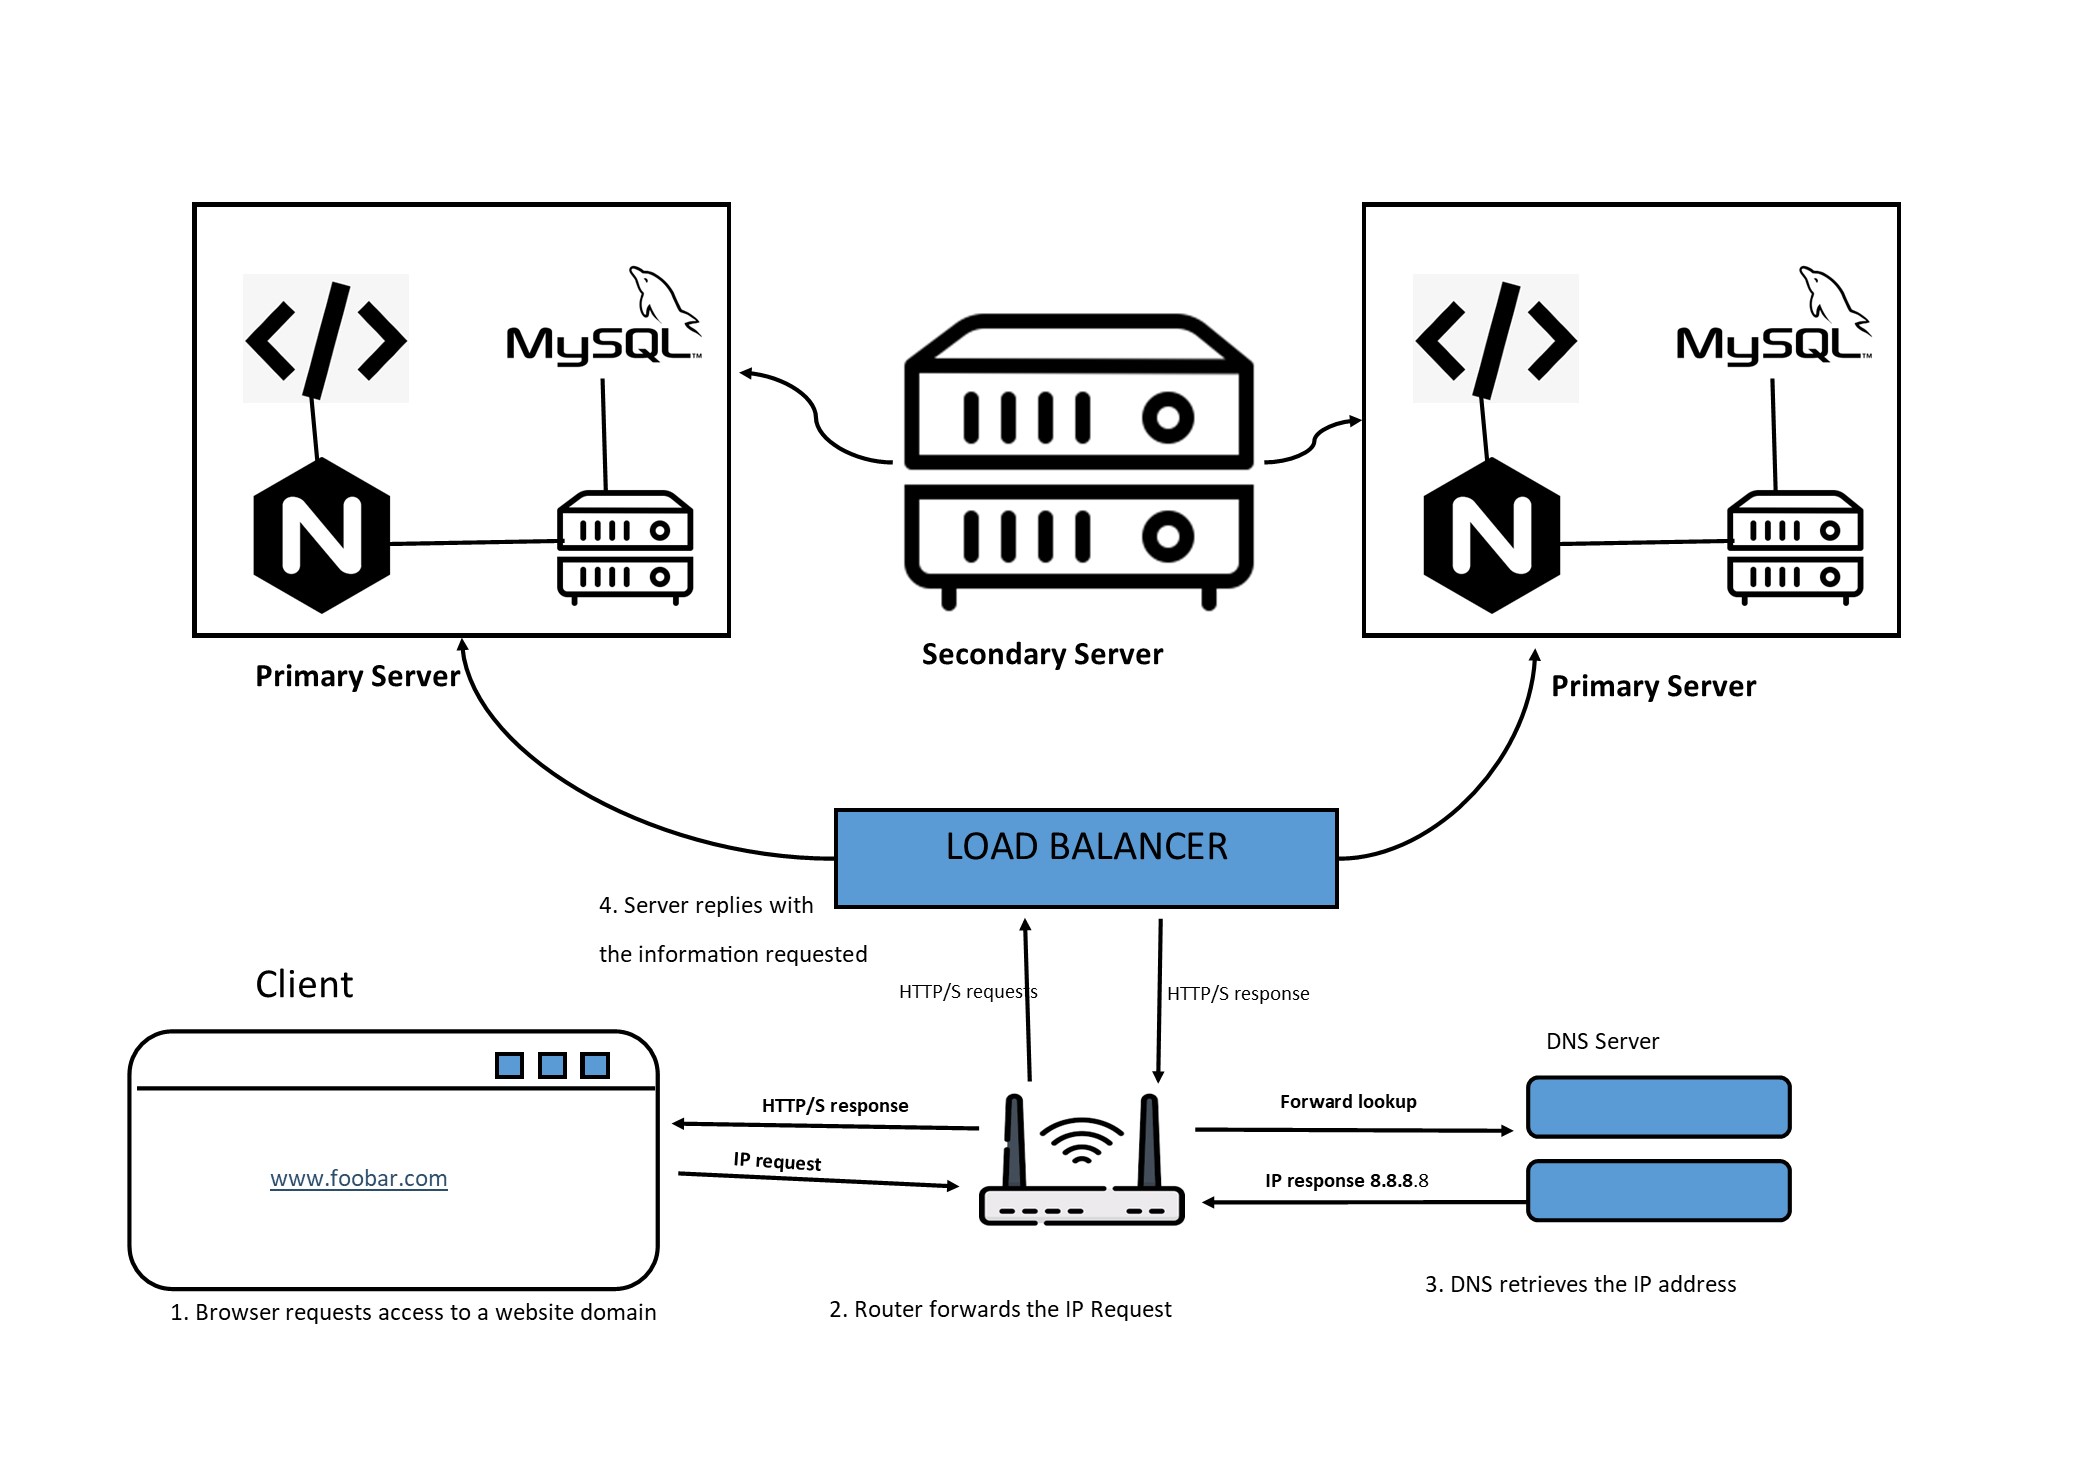 MySQL™
MySQL™
N
N
Secondary Server
Primary Server
Primary Server
LOAD BALANCER
4. Server replies with
the information requested
Client
HTTP/S requests
HTTP/S response
DNS Server
HTTP/S response
Forward lookup
IP request
www.foobar.com
IP response 8.8.8.8
3. DNS retrieves the IP address
1. Browser requests access to a website domain
2. Router forwards the IP Request